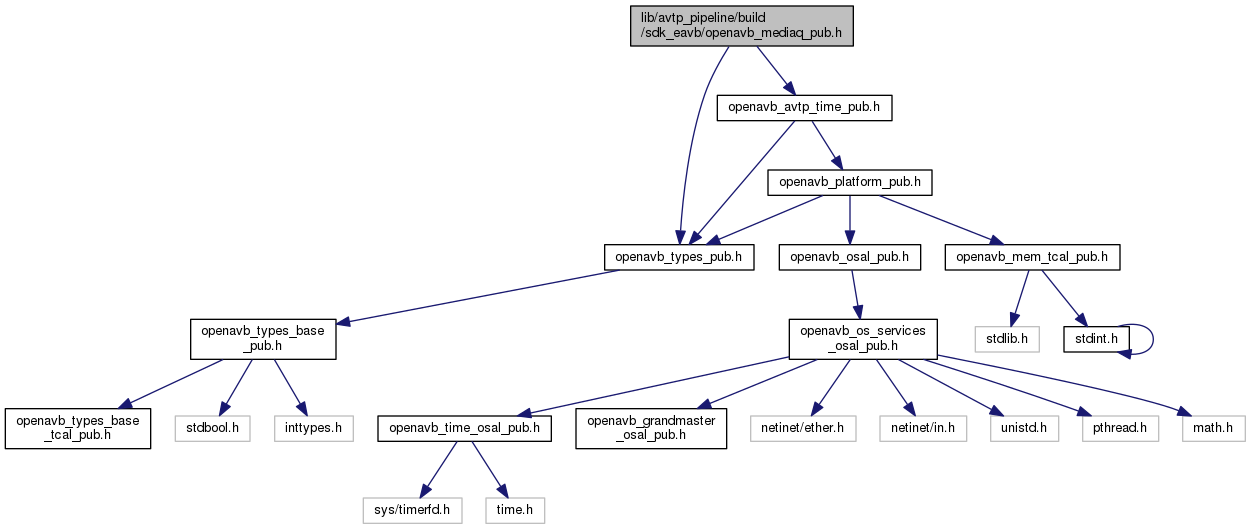 lib/avtp_pipeline/build
/sdk_eavb/openavb_mediaq_pub.h
openavb_avtp_time_pub.h
openavb_platform_pub.h
openavb_types_pub.h
openavb_osal_pub.h
openavb_mem_tcal_pub.h
openavb_types_base
_pub.h
openavb_os_services
_osal_pub.h
stdlib.h
stdint.h
openavb_types_base
_tcal_pub.h
stdbool.h
inttypes.h
openavb_time_osal_pub.h
openavb_grandmaster
_osal_pub.h
netinet/ether.h
netinet/in.h
unistd.h
pthread.h
math.h
sys/timerfd.h
time.h